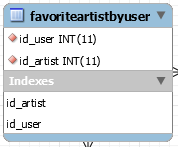 favoriteartistbyuser
id_user INT(11)
id_artist INT(11)
Indexes
id_artist
id_user